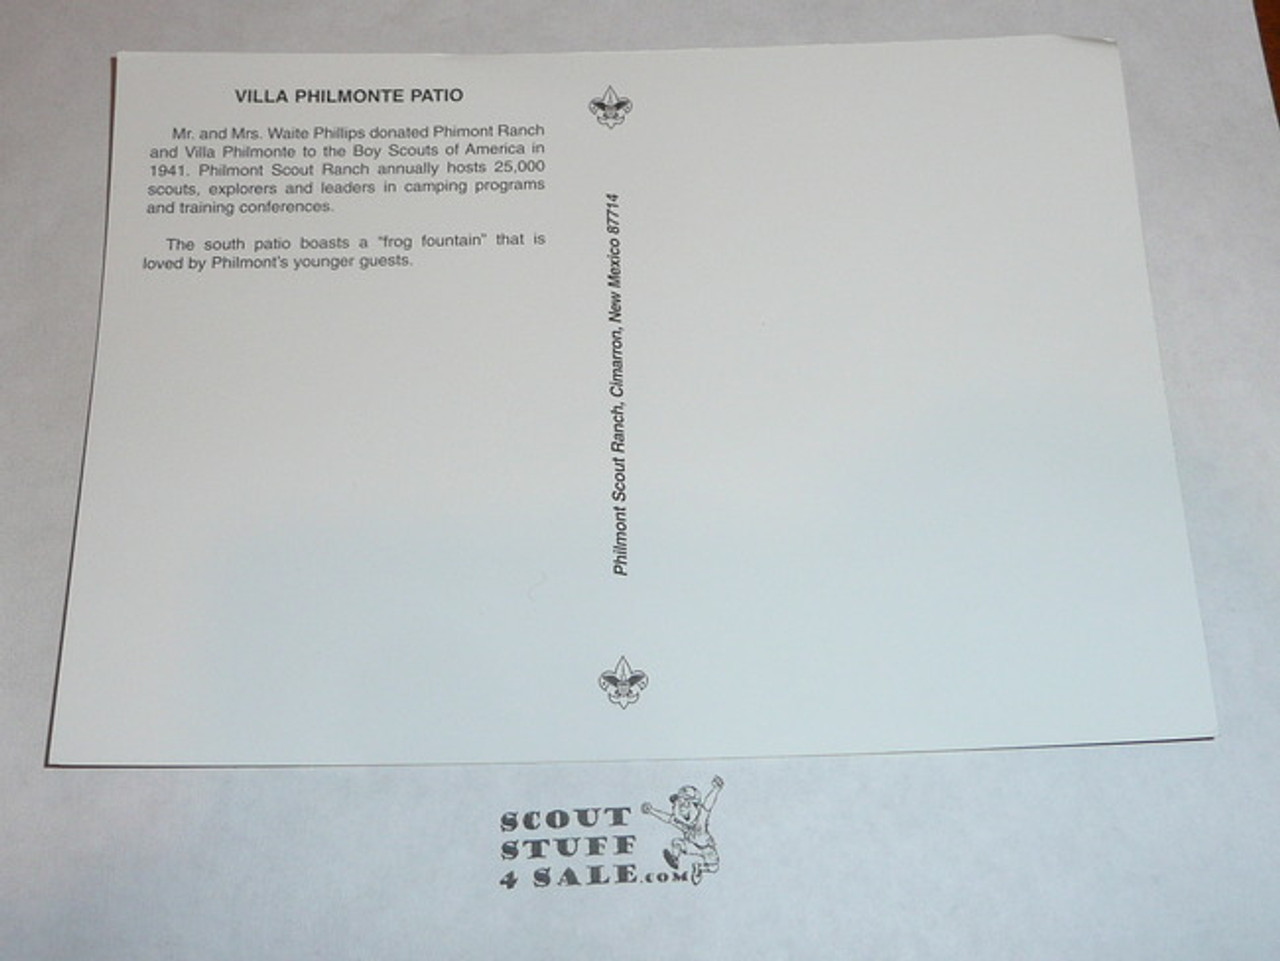 VILLA PHILMONTE PATIO
Mr. and Mrs. Waite Phillips donated Phimont Ranch
and Villa Philmonte to the Boy Scouts of America in
1941. Philmont Scout Ranch annually hosts 25,000
scouts, explorers and leaders in camping programs
and training conferences.
The south patio boasts a "frog fountain" that is
loved by Philmont's younger guests.
Philmont Scout Ranch, Cimarron, New Mexico 87714
SCOUT
STUFF
4 SALE.COM